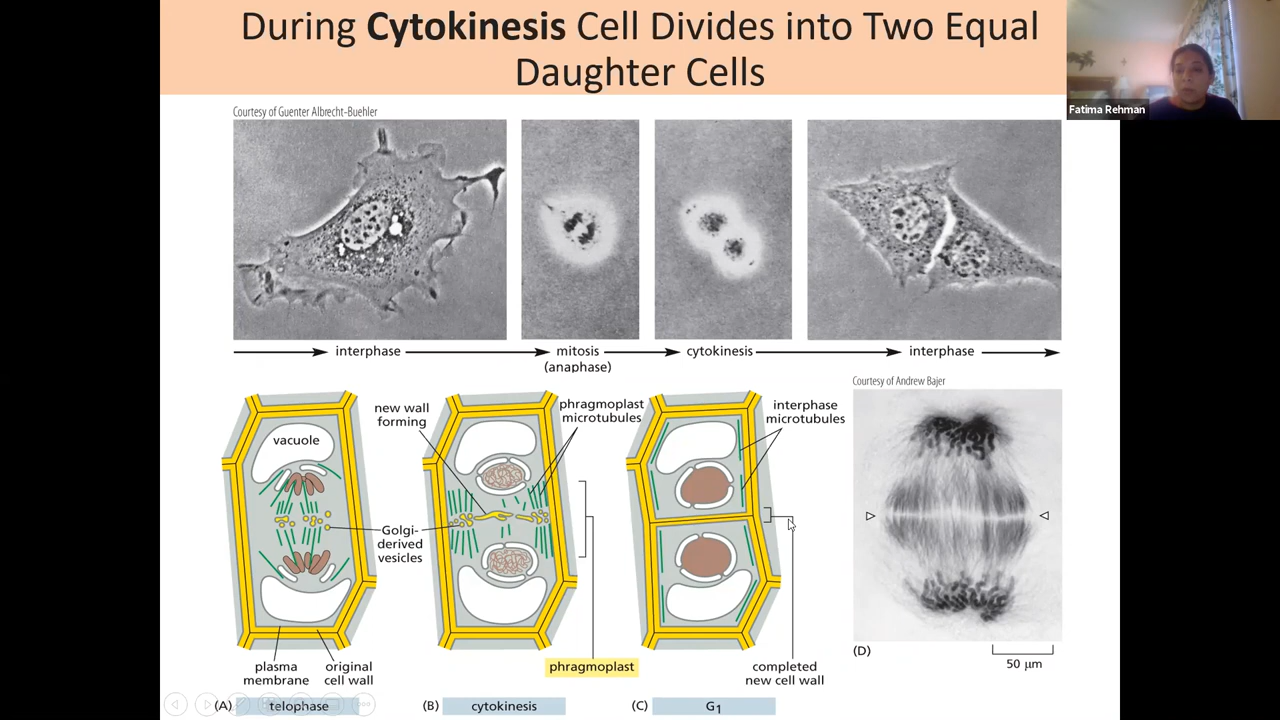 During Cytokinesis Cell Divides into Two Equal
Daughter Cells
Fatima Rehman
Courtesy of Guenter Albrecht-Buehler
interphase
mitosis
(anaphase)
cytokinesis
interphase
Courtesy of Andrew Bajer
new wall
forming
phragmoplast
microtubules
interphase
microtubules
vacuole
Golgi-
derived
vesicles
plasma
membrane
original
cell wall
phragmoplast
completed
new cell wall
(D)
50 μm
(A)
telophase
(B)
cytokinesis
(C)
G1